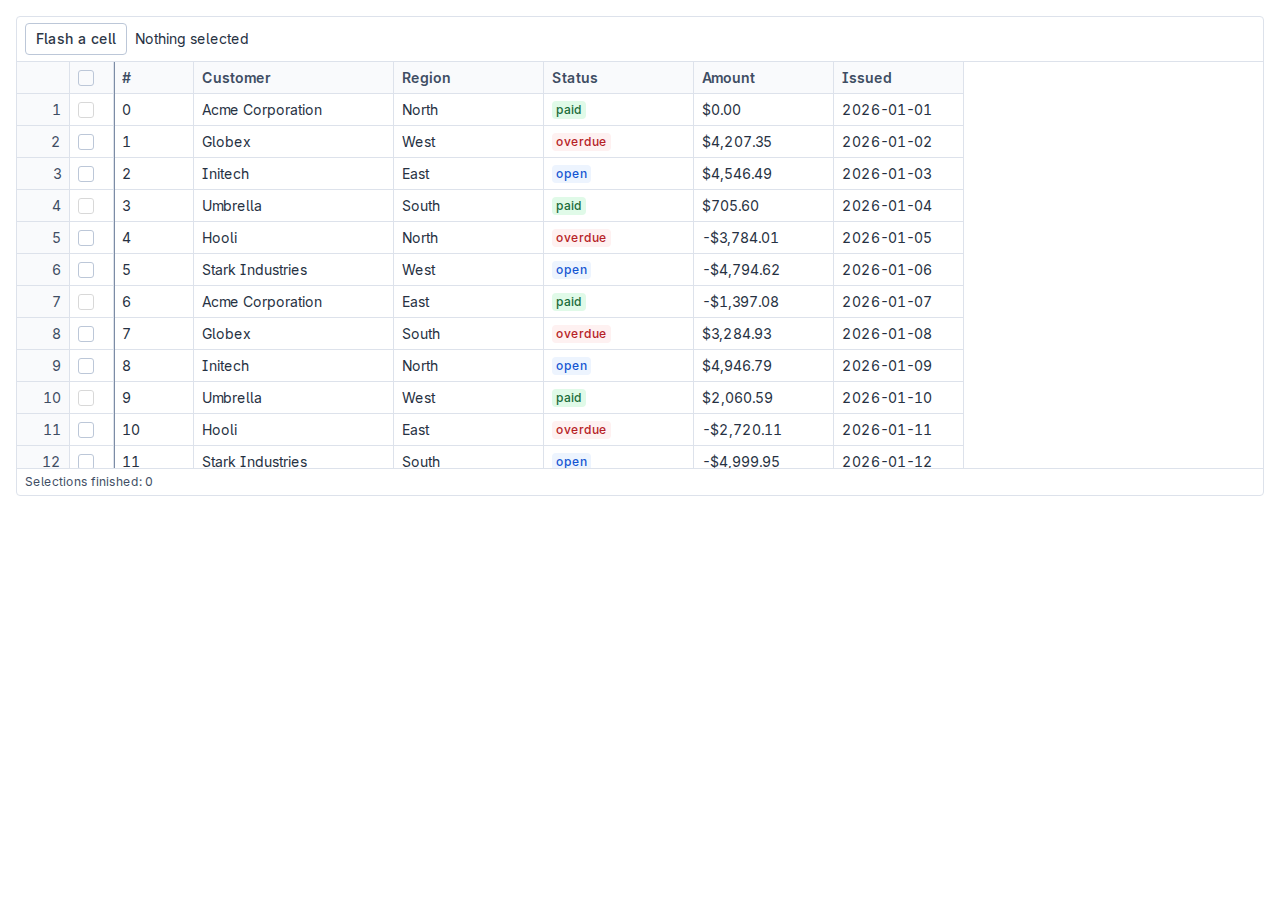 Flash a cell Nothing selected
# Customer Region Status Amount Issued
1 0 Acme Corporation North paid $0.00 2026-01-01
2 1 Globex West overdue $4,207.35 2026-01-02
3 2 Initech East open $4,546.49 2026-01-03
4 3 Umbrella South paid $705.60 2026-01-04
5 4 Hooli North overdue -$3,784.01 2026-01-05
6 5 Stark Industries West open -$4,794.62 2026-01-06
7 6 Acme Corporation East paid -$1,397.08 2026-01-07
8 7 Globex South overdue $3,284.93 2026-01-08
9 8 Initech North open $4,946.79 2026-01-09
10 9 Umbrella West paid $2,060.59 2026-01-10
11 10 Hooli East overdue -$2,720.11 2026-01-11
12 11 Stark Industries South open -$4,999.95 2026-01-12
Selections finished: 0